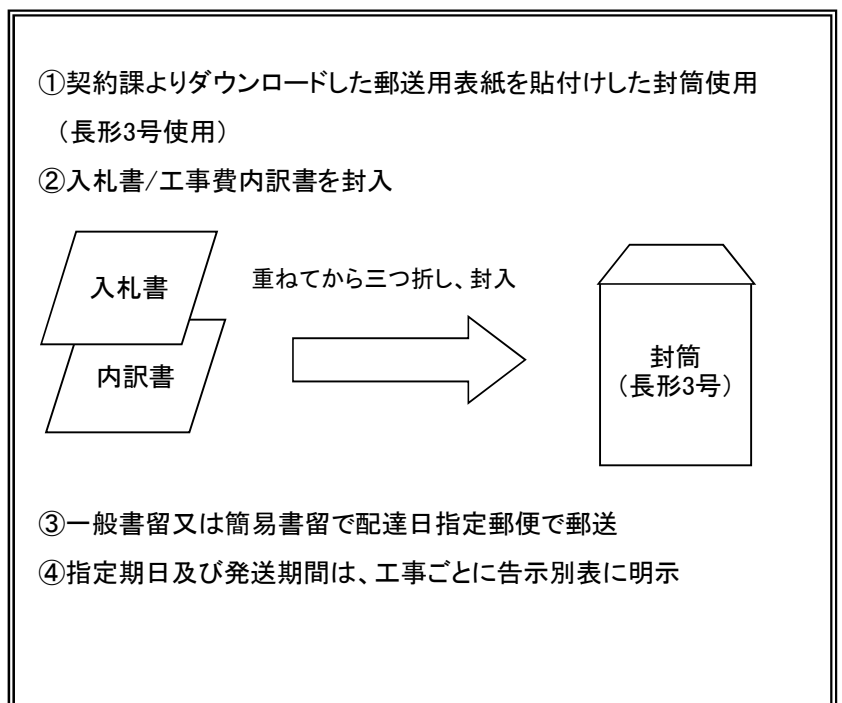 ①契約課よりダウンロードした郵送用表紙を貼付けした封筒使用
（長形3号使用）
②入札書/工事費内訳書を封入
入札書
重ねてから三つ折し、封入
内訳書
封筒
（長形3号）
③一般書留又は簡易書留で配達日指定郵便で郵送
④指定期日及び発送期間は、工事ごとに告示別表に明示